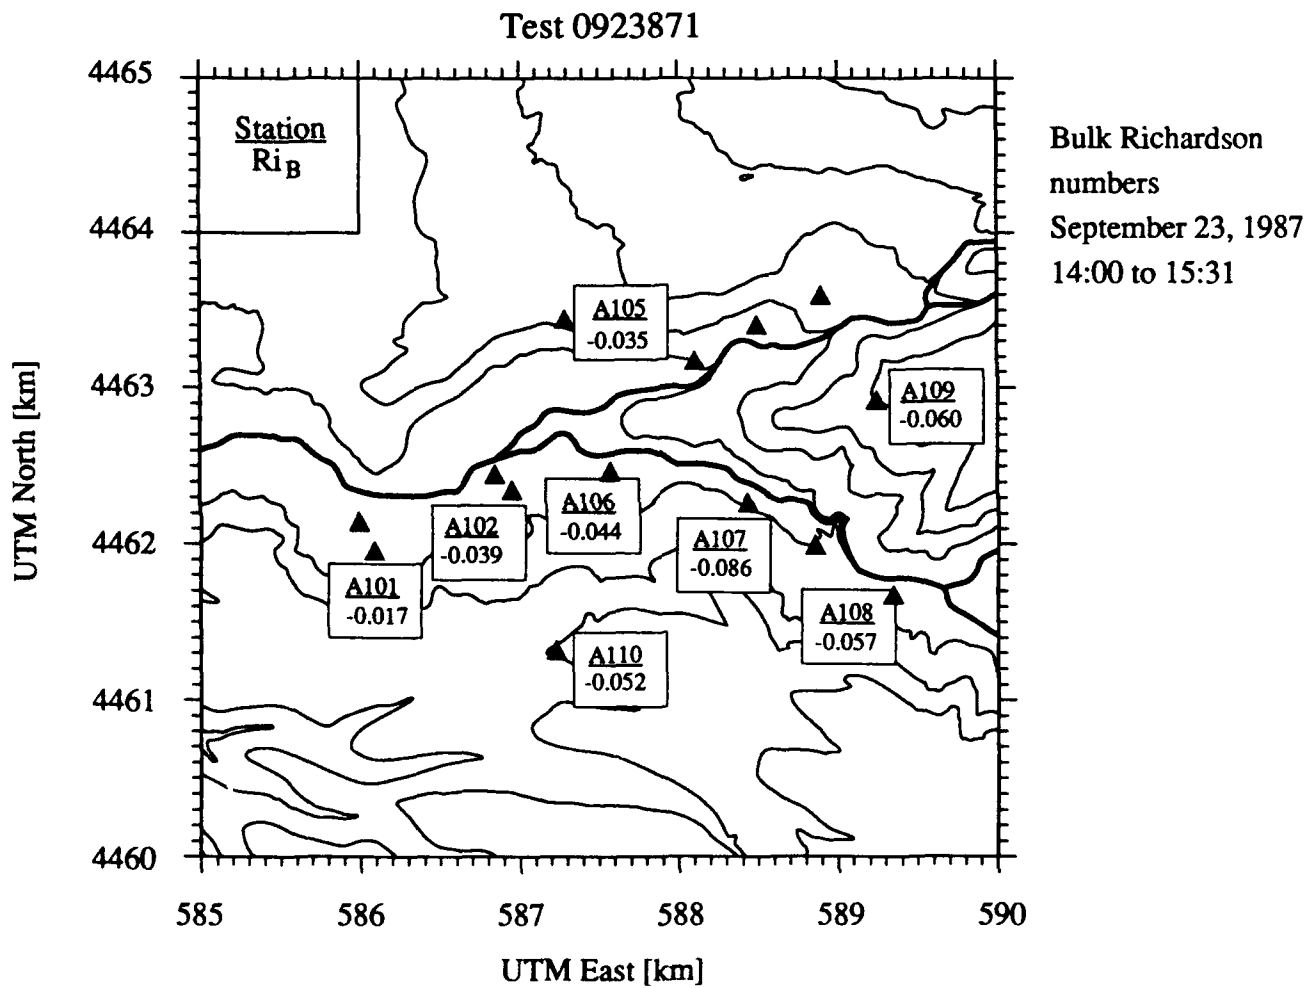 Test 0923871
4465
4464
4463
4462
4461
4460
UTM North [km]
Station
Ri_B
A105
-0.035
A109
-0.060
A106
-0.044
A102
-0.039
A107
-0.086
A101
-0.017
A108
-0.057
A110
-0.052
585 586 587 588 589 590
UTM East [km]
Bulk Richardson
numbers
September 23, 1987
14:00 to 15:31